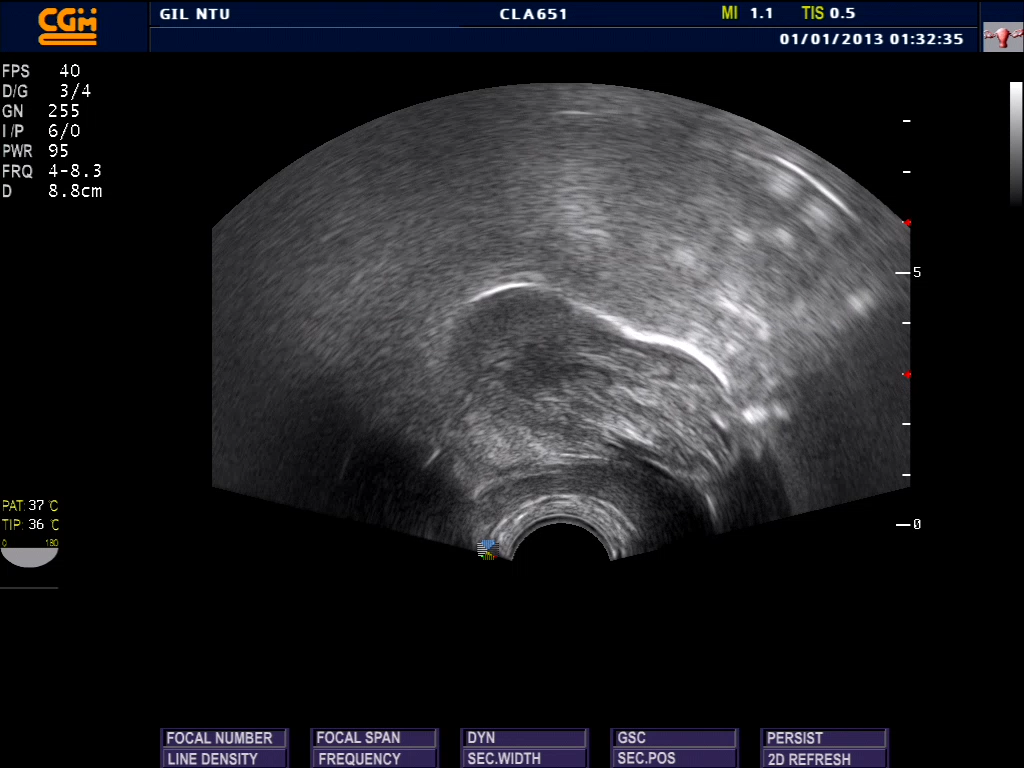 CGM
GIL NTU CLA651 MI 1.1 TIS 0.5
01/01/2013 01:32:35
FPS 40
D/G 3/4
GN 255
I/P 6/0
PWR 95
FRQ 4-8.3
D 8.8cm
5
PAT: 37 °C
TIP: 36 °C
0 180
0
FOCAL NUMBER FOCAL SPAN DYN GSC PERSIST
LINE DENSITY FREQUENCY SEC.WIDTH SEC.POS 2D REFRESH